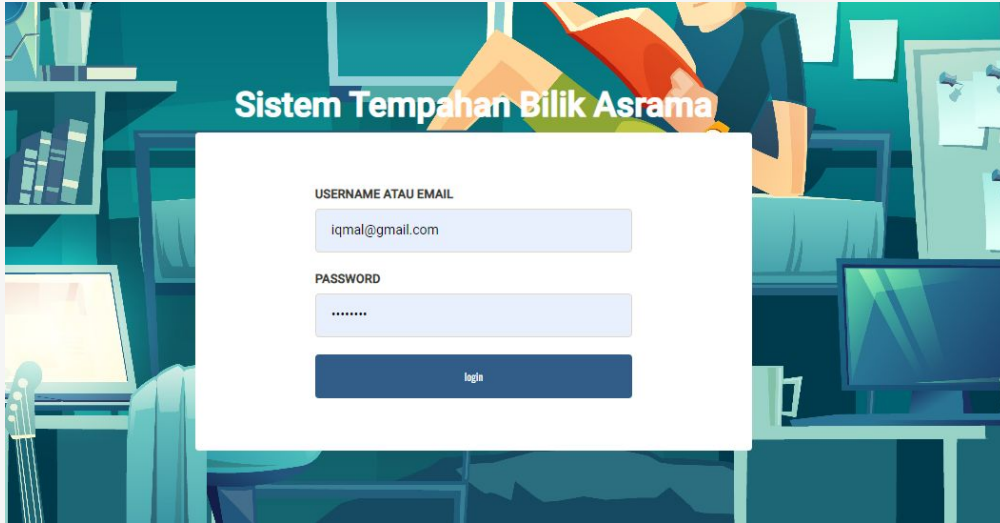 Sistem Tempahan Bilik Asrama
USERNAME ATAU EMAIL
iqmal@gmail.com
PASSWORD
••••••••
login